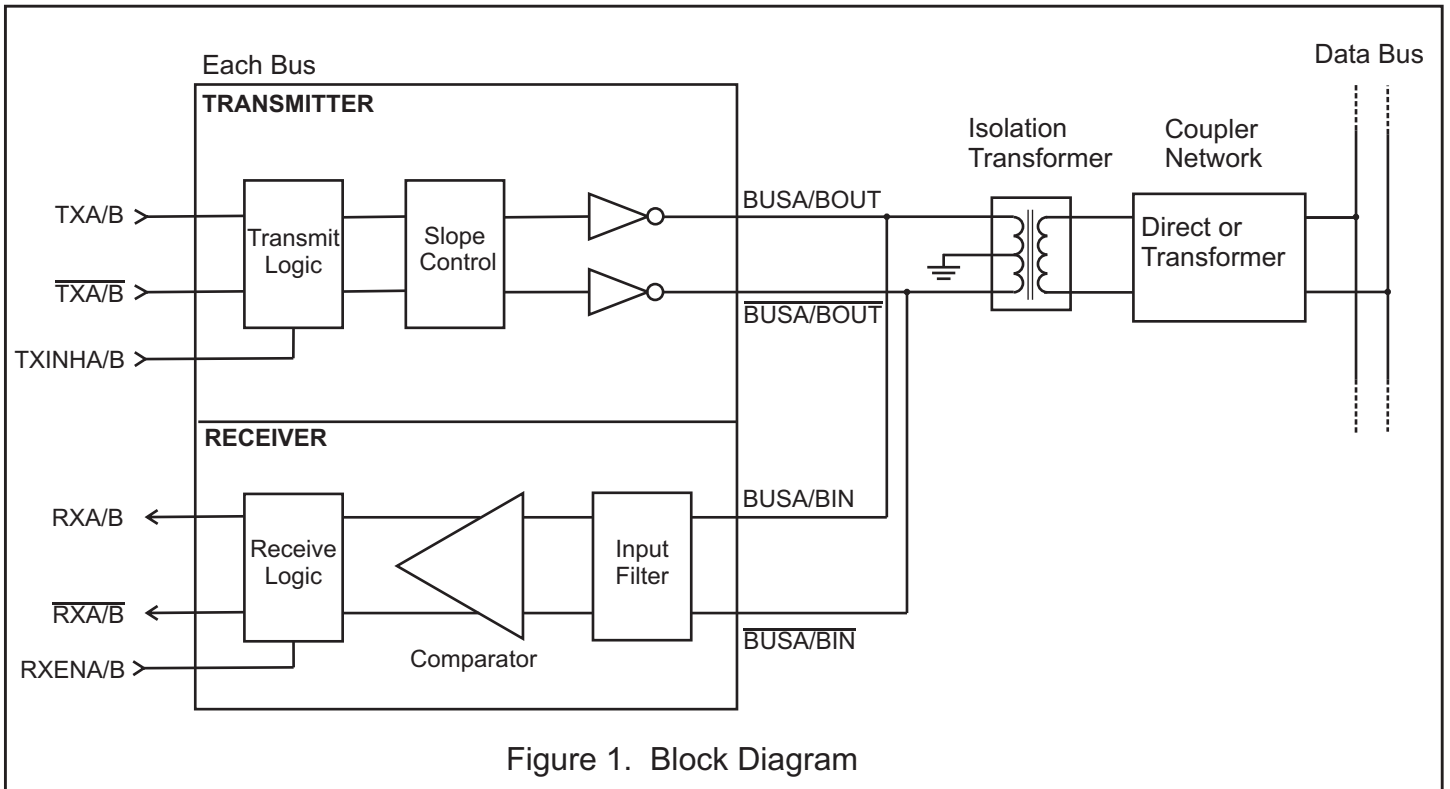 Each Bus
Data Bus
TRANSMITTER
Isolation
Transformer
Coupler
Network
TXA/B
Transmit
Logic
Slope
Control
BUSA/BOUT
Direct or
Transformer
TXA/B
BUSA/BOUT
TXINHA/B
RECEIVER
RXA/B
Receive
Logic
Comparator
Input
Filter
BUSA/BIN
RXA/B
BUSA/BIN
RXENA/B
Figure 1. Block Diagram